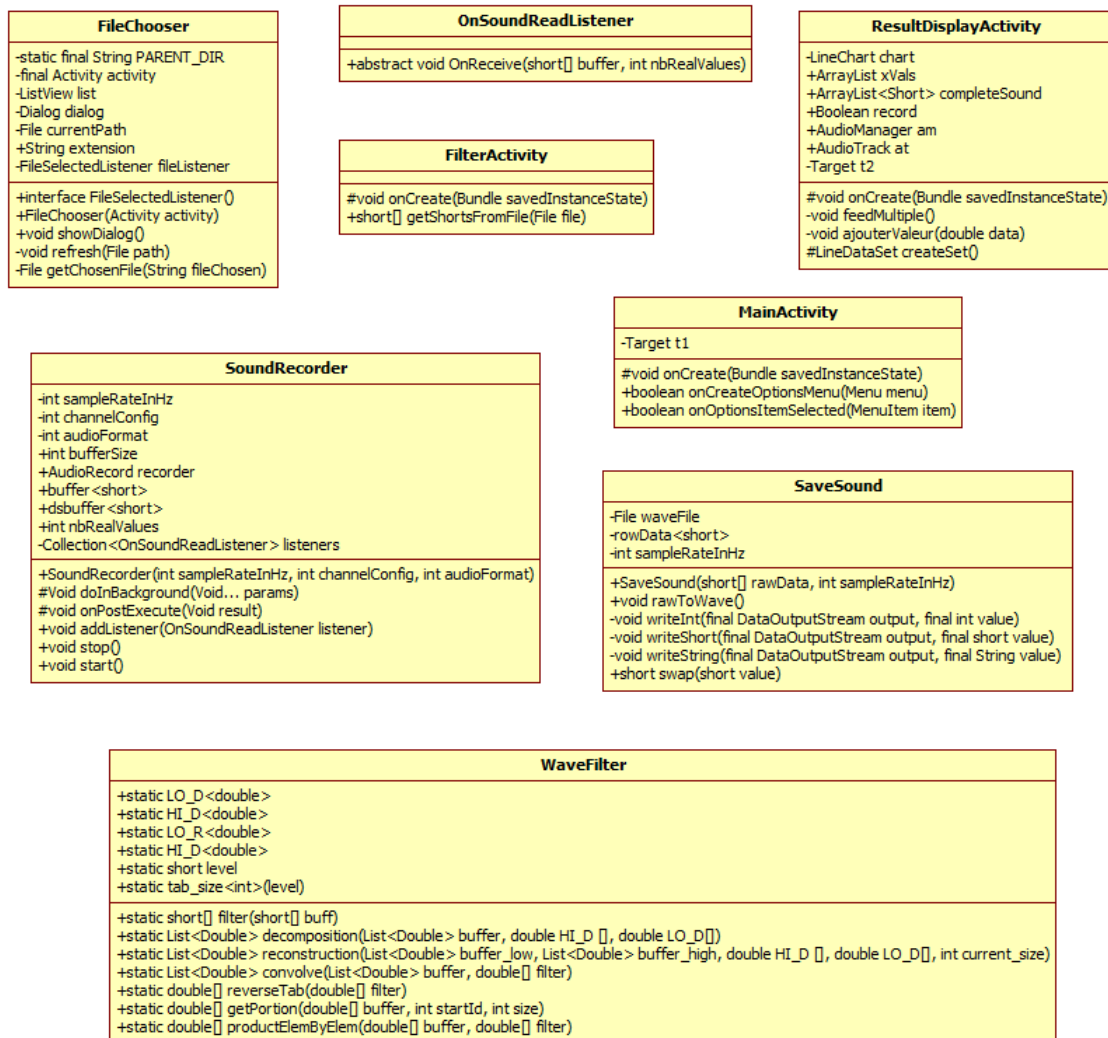 FileChooser
-static final String PARENT_DIR
-final Activity activity
-ListView list
-Dialog dialog
-File currentPath
+String extension
-FileSelectedListener fileListener
+interface FileSelectedListener()
+FileChooser(Activity activity)
+void showDialog()
-void refresh(File path)
-File getChosenFile(String fileChosen)
OnSoundReadListener
+abstract void OnReceive(short[] buffer, int nbRealValues)
FilterActivity
#void onCreate(Bundle savedInstanceState)
+short[] getShortsFromFile(File file)
ResultDisplayActivity
-LineChart chart
+ArrayList xVals
+ArrayList<Short> completeSound
+Boolean record
+AudioManager am
+AudioTrack at
-Target t2
#void onCreate(Bundle savedInstanceState)
-void feedMultiple()
-void ajouterValeur(double data)
#LineDataSet createSet()
MainActivity
-Target t1
#void onCreate(Bundle savedInstanceState)
+boolean onCreateOptionsMenu(Menu menu)
+boolean onOptionsItemSelected(MenuItem item)
SoundRecorder
-int sampleRateInHz
-int channelConfig
-int audioFormat
+int bufferSize
+AudioRecord recorder
+buffer<short>
+dsbuffer<short>
+int nbRealValues
-Collection<OnSoundReadListener> listeners
+SoundRecorder(int sampleRateInHz, int channelConfig, int audioFormat)
#Void doInBackground(Void... params)
#void onPostExecute(Void result)
+void addListener(OnSoundReadListener listener)
+void stop()
+void start()
SaveSound
-File waveFile
-rowData<short>
-int sampleRateInHz
+SaveSound(short[] rawData, int sampleRateInHz)
+void rawToWave()
-void writeInt(final DataOutputStream output, final int value)
-void writeShort(final DataOutputStream output, final short value)
-void writeString(final DataOutputStream output, final String value)
+short swap(short value)
WaveFilter
+static LO_D<double>
+static HI_D<double>
+static LO_R<double>
+static HI_D<double>
+static short level
+static tab_size<int>(level)
+static short[] filter(short[] buff)
+static List<Double> decomposition(List<Double> buffer, double HI_D [], double LO_D[])
+static List<Double> reconstruction(List<Double> buffer_low, List<Double> buffer_high, double HI_D [], double LO_D[], int current_size)
+static List<Double> convolve(List<Double> buffer, double[] filter)
+static double[] reverseTab(double[] filter)
+static double[] getPortion(double[] buffer, int startId, int size)
+static double[] productElemByElem(double[] buffer, double[] filter)